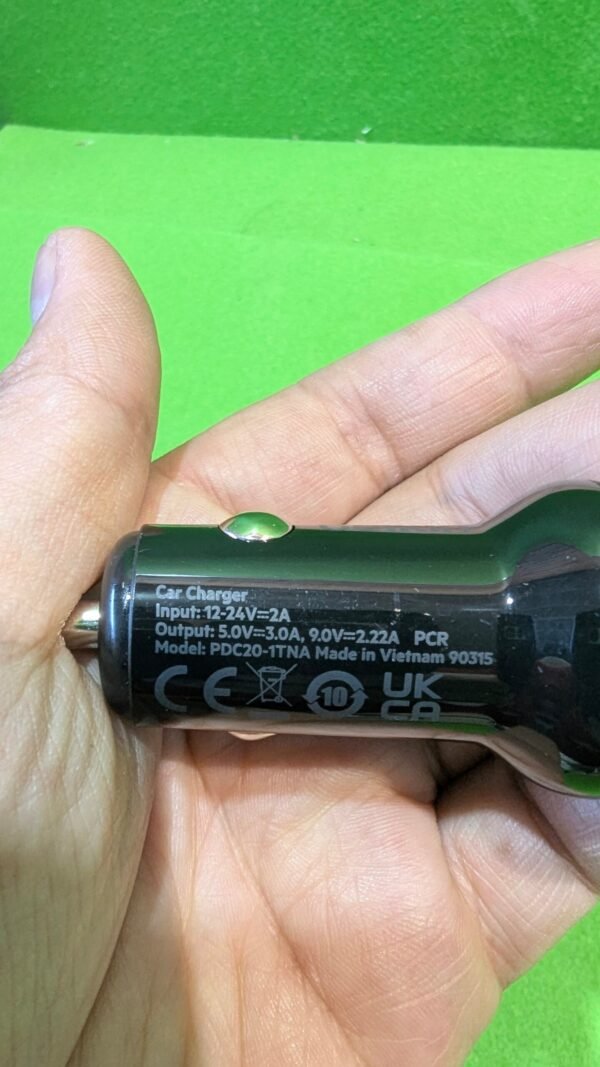 Car Charger
Input: 12-24V⎓2A
Output: 5.0V⎓3.0A, 9.0V⎓2.22A PCR
Model: PDC20-1TNA Made in Vietnam 90315
CE 10 UK
CA